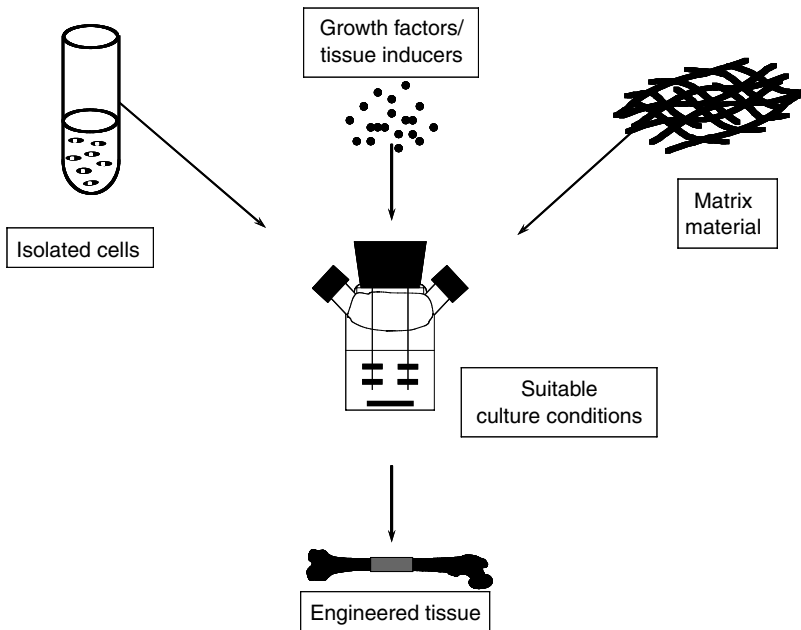 Growth factors/
tissue inducers
Isolated cells
Matrix
material
Suitable
culture conditions
Engineered tissue